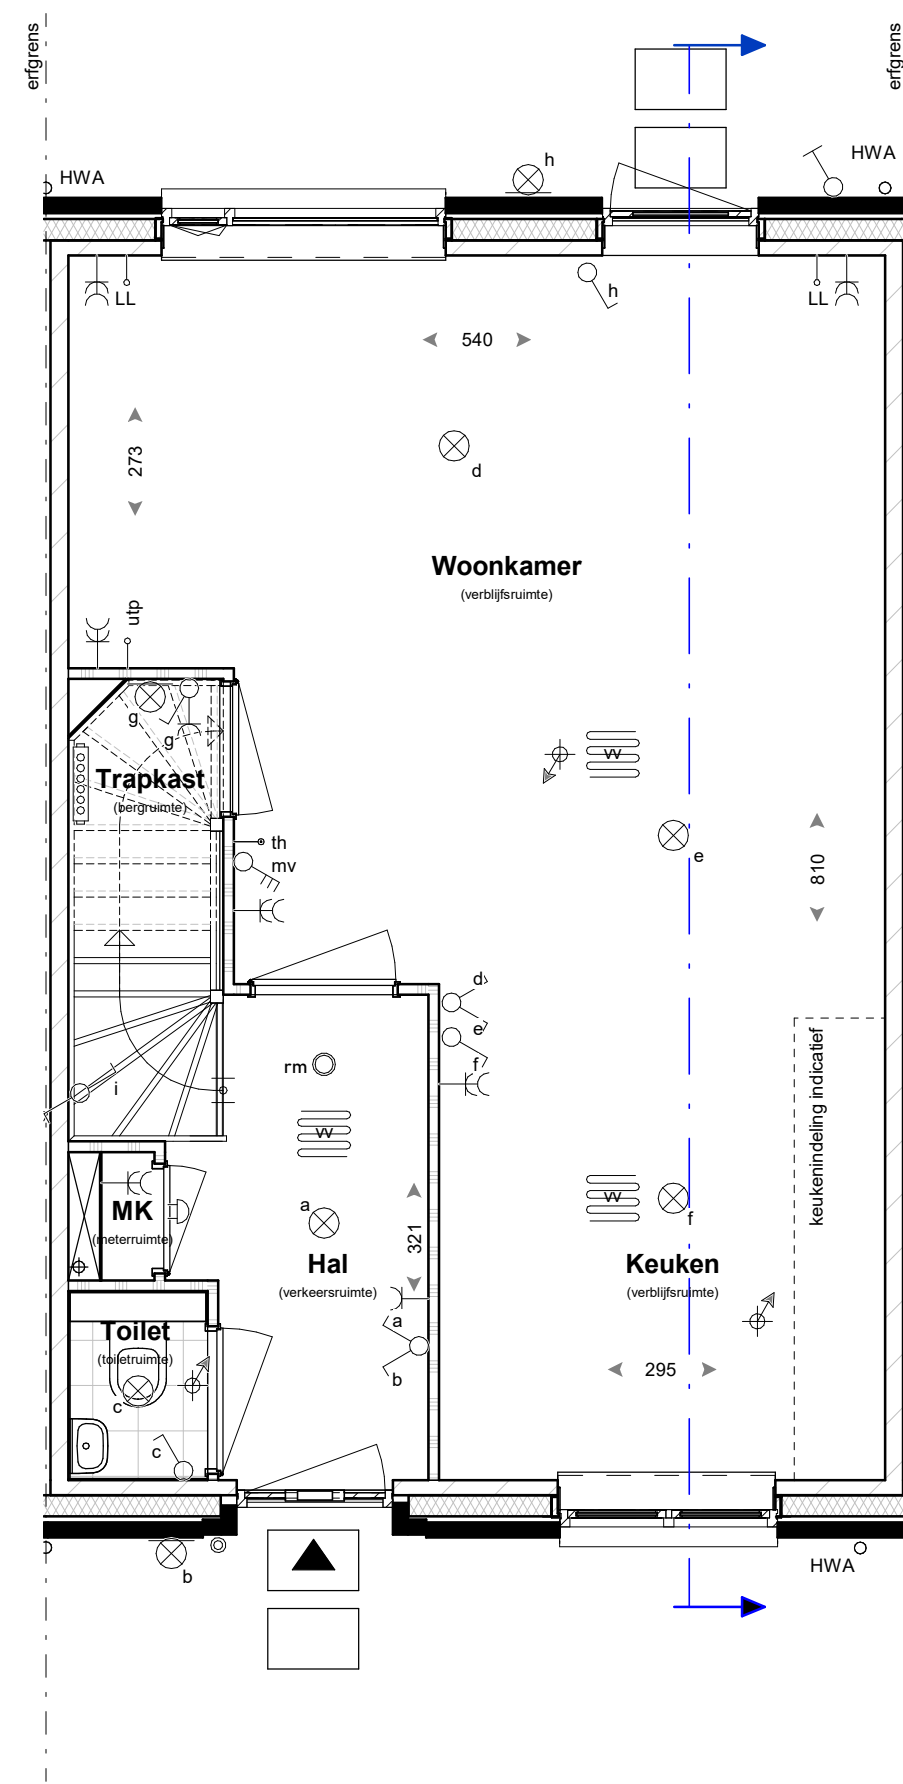 erfgrens
erfgrens
HWA
h
HWA
LL
h
LL
540
273
d
Woonkamer
(verblijfsruimte)
utp
g
g
Trapkast
(bergruimte)
vv
e
th
mv
810
d
e
f
rm
i
vv
keukenindeling indicatief
vv
MK
(meterruimte)
a
f
321
Hal
(verkeersruimte)
Keuken
(verblijfsruimte)
Toilet
(toiletruimte)
a
b
295
c
c
b
HWA